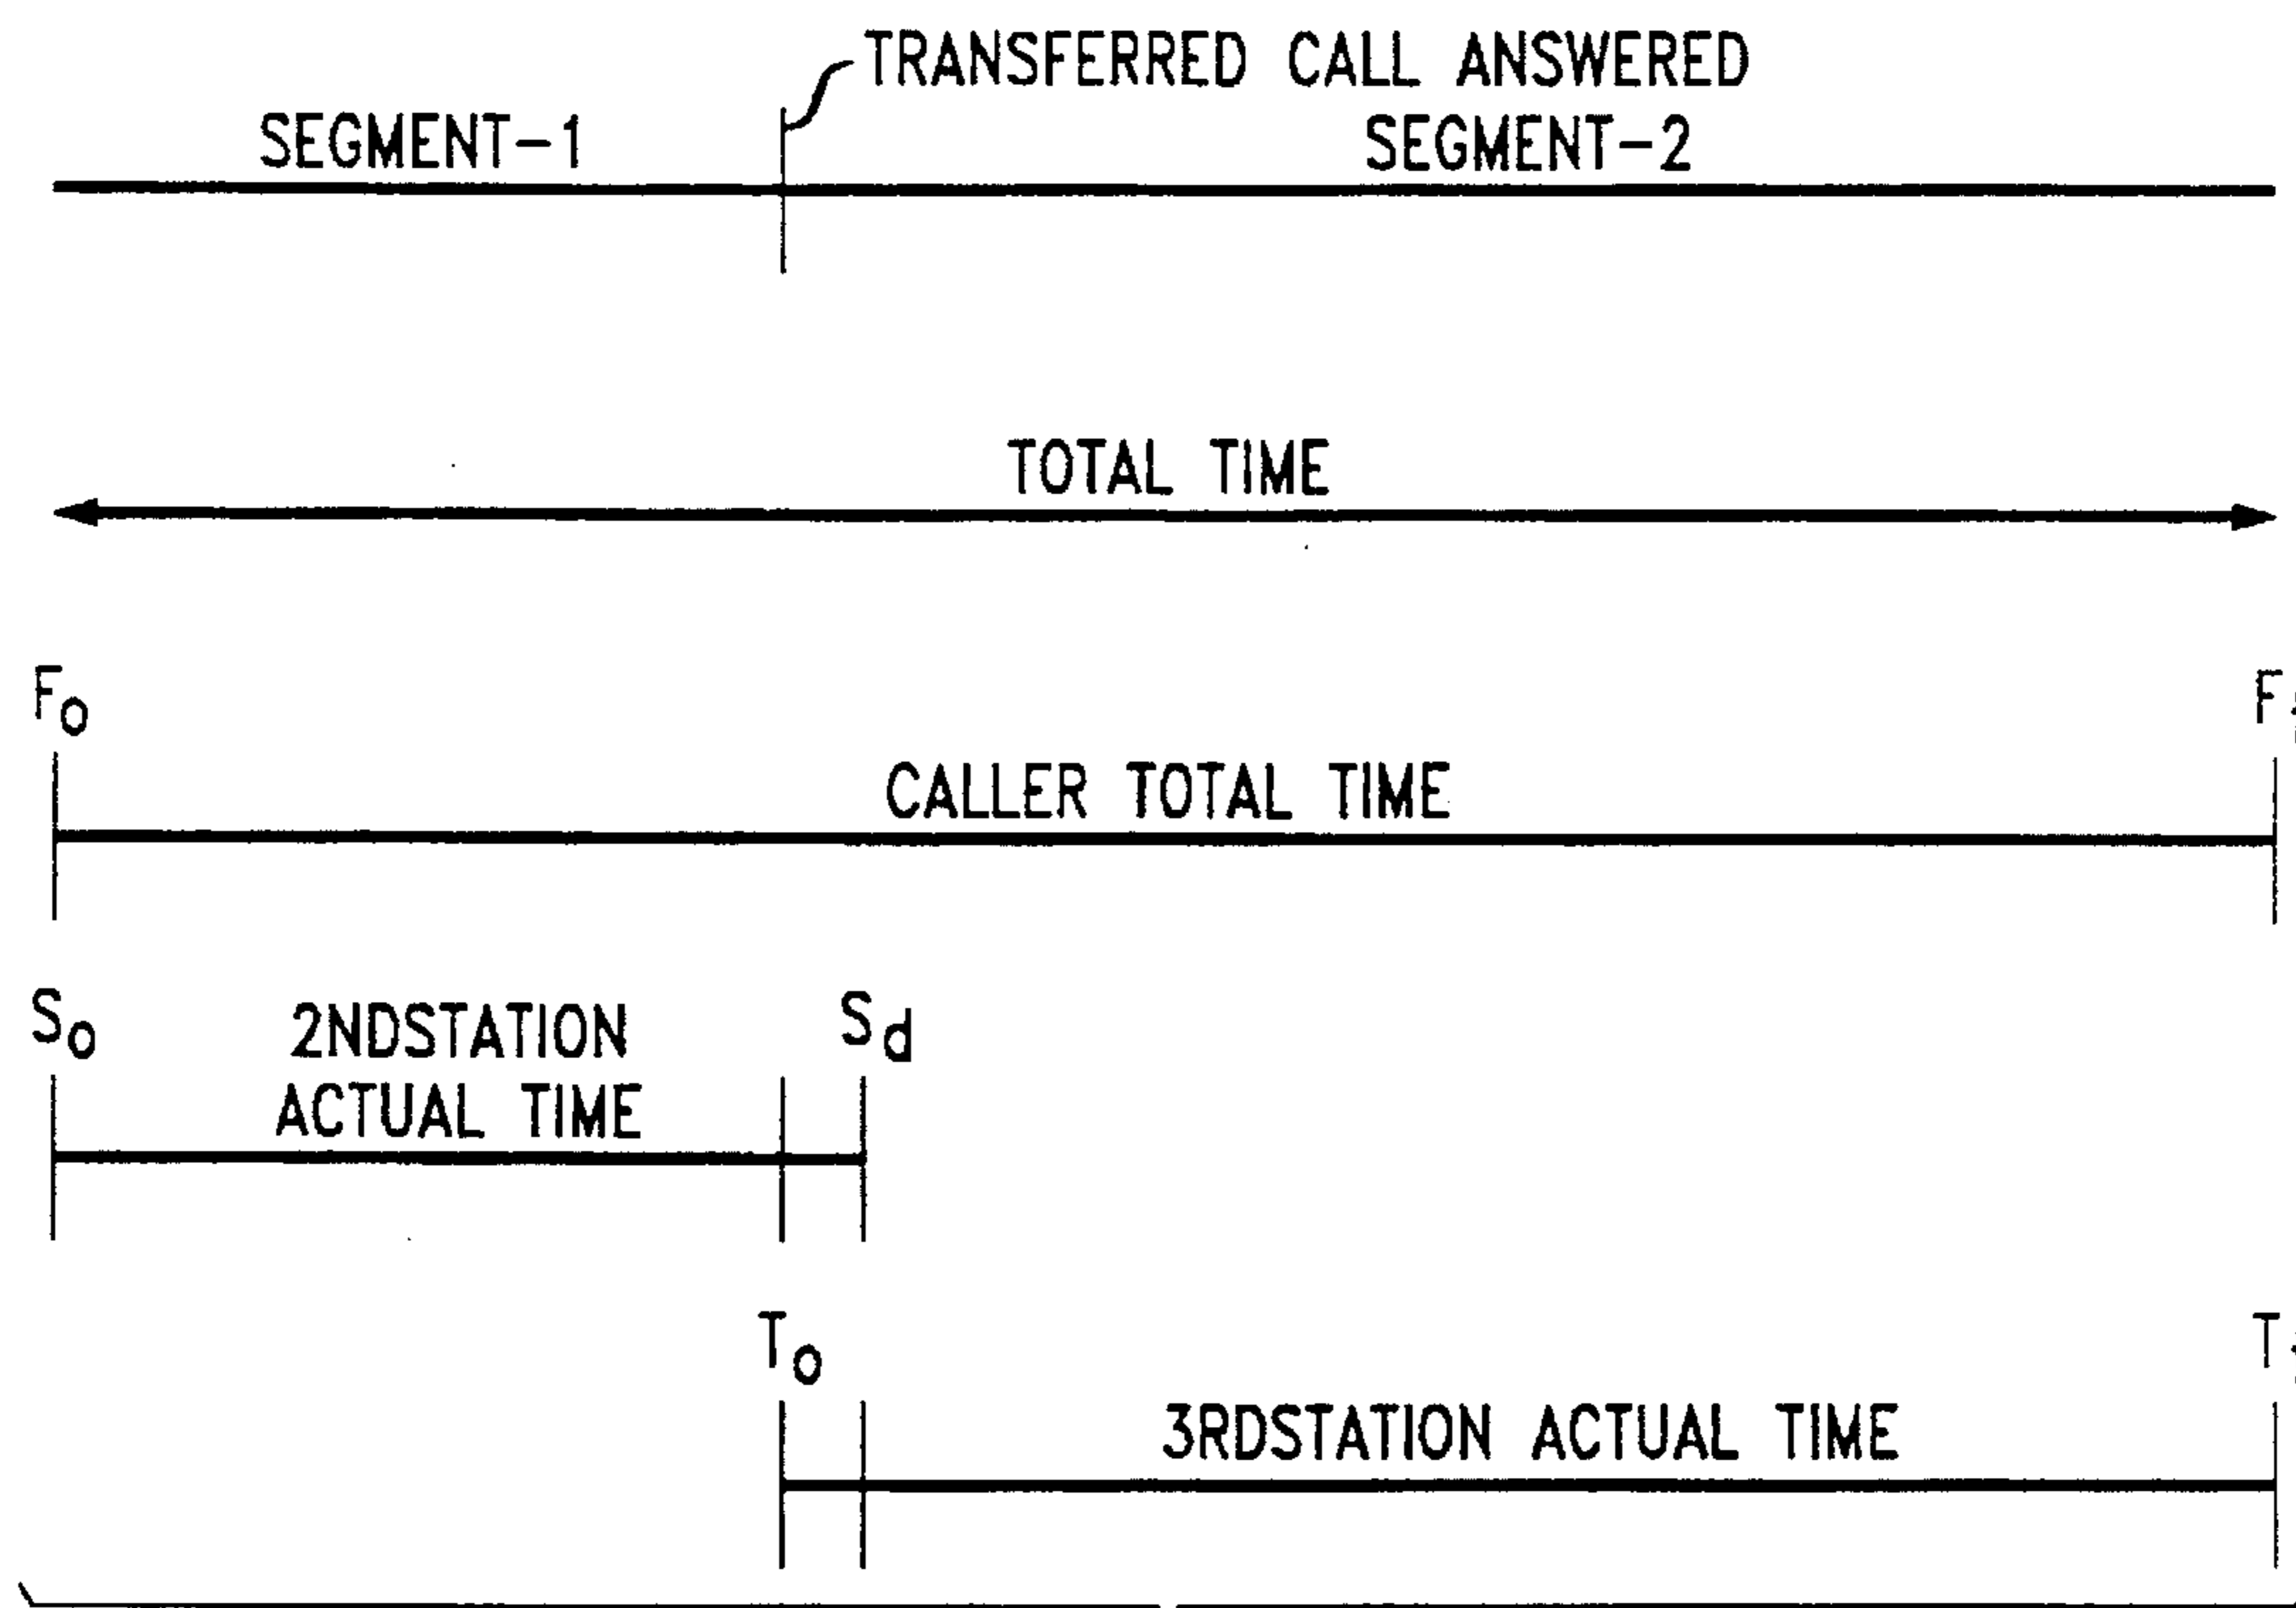 TRANSFERRED CALL ANSWERED
SEGMENT-1
SEGMENT-2
TOTAL TIME
Fo
F
CALLER TOTAL TIME
So
2NDSTATION
ACTUAL TIME
Sd
To
T
3RDSTATION ACTUAL TIME